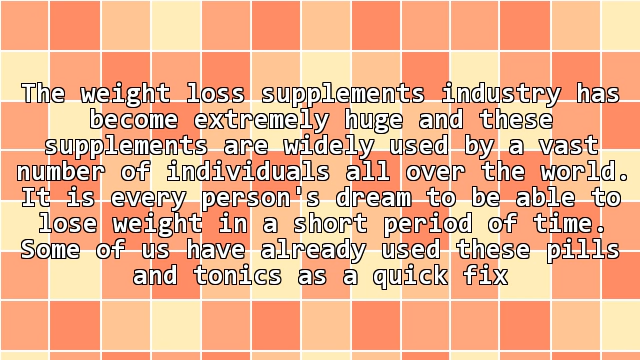 The weight loss supplements industry has
become extremely huge and these
supplements are widely used by a vast
number of individuals all over the world.
It is every person's dream to be able to
lose weight in a short period of time.
Some of us have already used these pills
and tonics as a quick fix